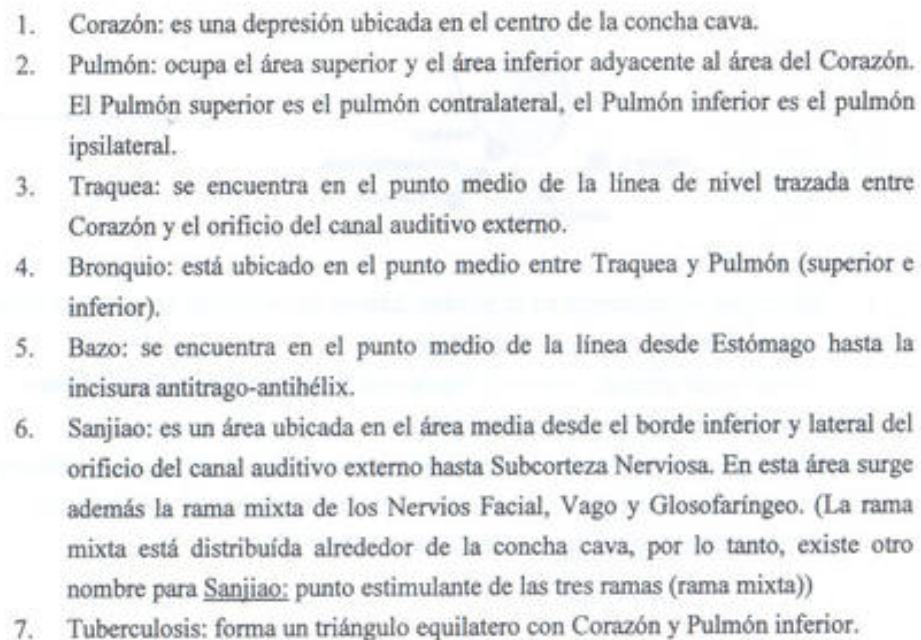 1. Corazón: es una depresión ubicada en el centro de la concha cava.
2. Pulmón: ocupa el área superior y el área inferior adyacente al área del Corazón.
El Pulmón superior es el pulmón contralateral, el Pulmón inferior es el pulmón
ipsilateral.
3. Traquea: se encuentra en el punto medio de la línea de nivel trazada entre
Corazón y el orificio del canal auditivo externo.
4. Bronquio: está ubicado en el punto medio entre Traquea y Pulmón (superior e
inferior).
5. Bazo: se encuentra en el punto medio de la línea desde Estómago hasta la
incisura antitrago-antihélix.
6. Sanjiao: es un área ubicada en el área media desde el borde inferior y lateral del
orificio del canal auditivo externo hasta Subcorteza Nerviosa. En esta área surge
además la rama mixta de los Nervios Facial, Vago y Glosofaríngeo. (La rama
mixta está distribuída alrededor de la concha cava, por lo tanto, existe otro
nombre para Sanjiao: punto estimulante de las tres ramas (rama mixta))
7. Tuberculosis: forma un triángulo equilatero con Corazón y Pulmón inferior.